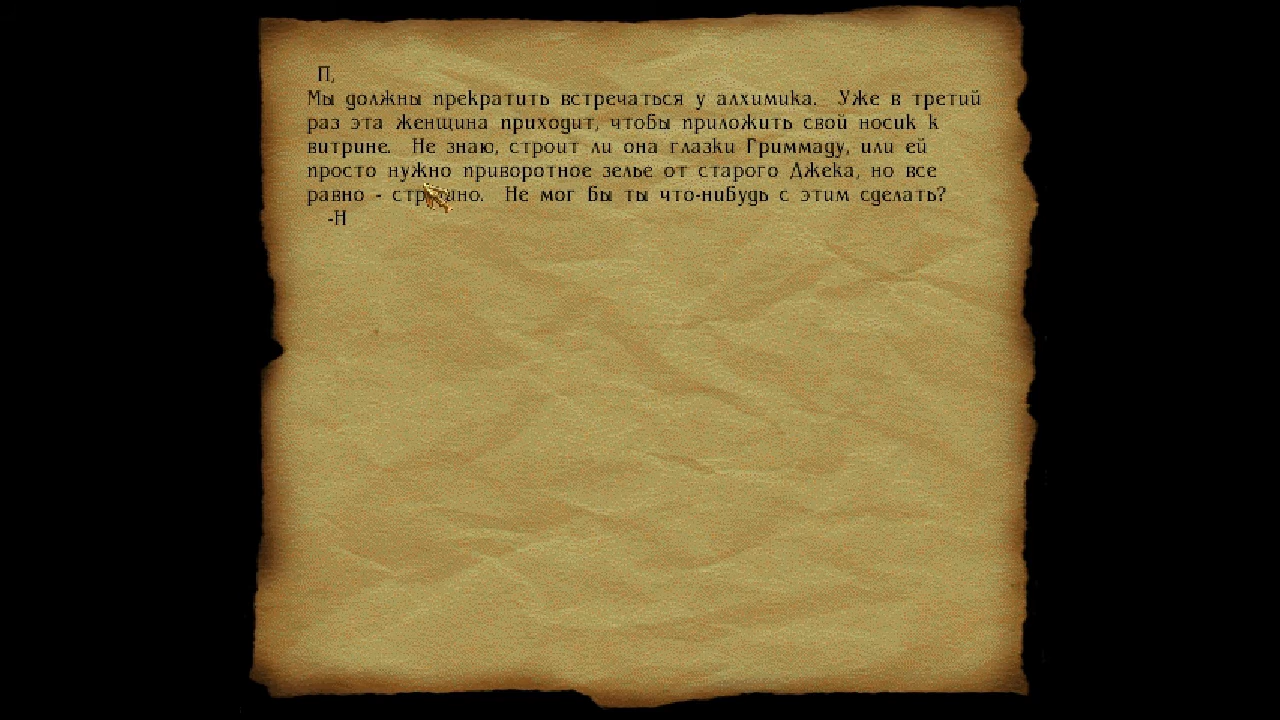 П,
Мы должны прекратить встречаться у алхимика. Уже в третий
раз эта женщина приходит, чтобы приложить свой носик к
витрине. Не знаю, строит ли она глазки Гриммаду, или ей
просто нужно приворотное зелье от старого Джека, но все
равно - Не мог бы ты что-нибудь с этим сделать?
-Н